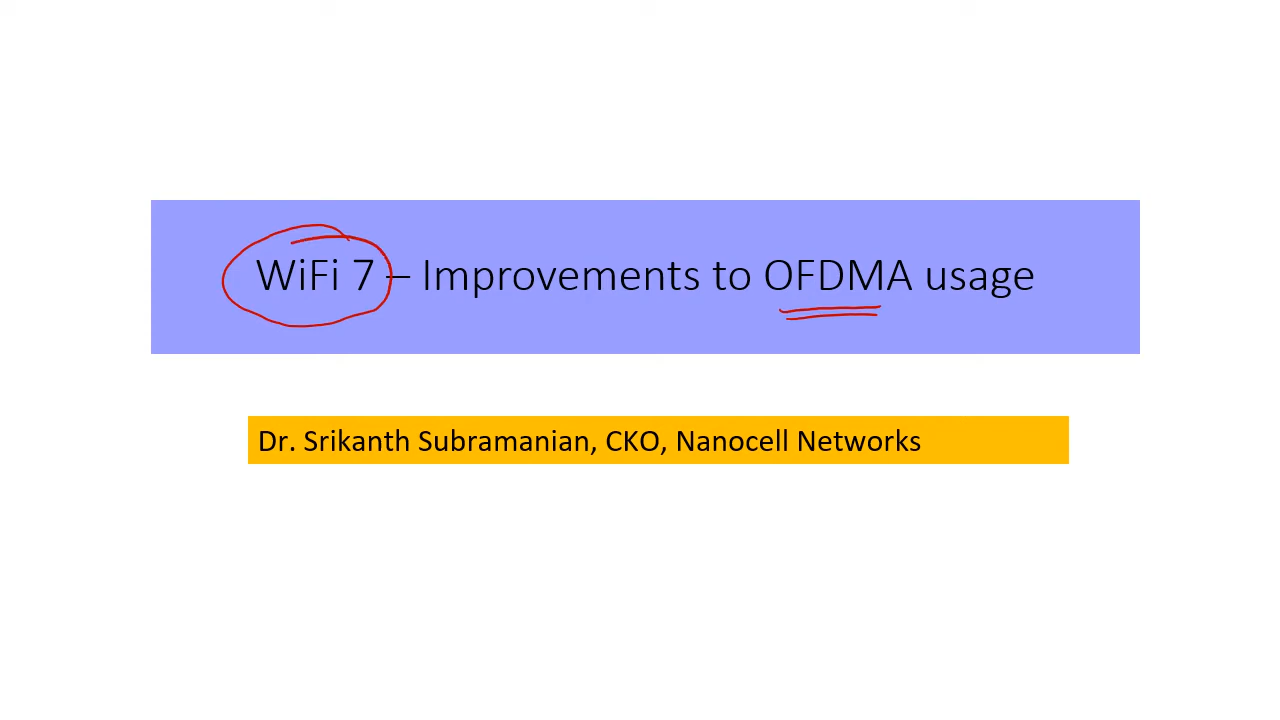 WiFi 7 – Improvements to OFDMA usage
Dr. Srikanth Subramanian, CKO, Nanocell Networks